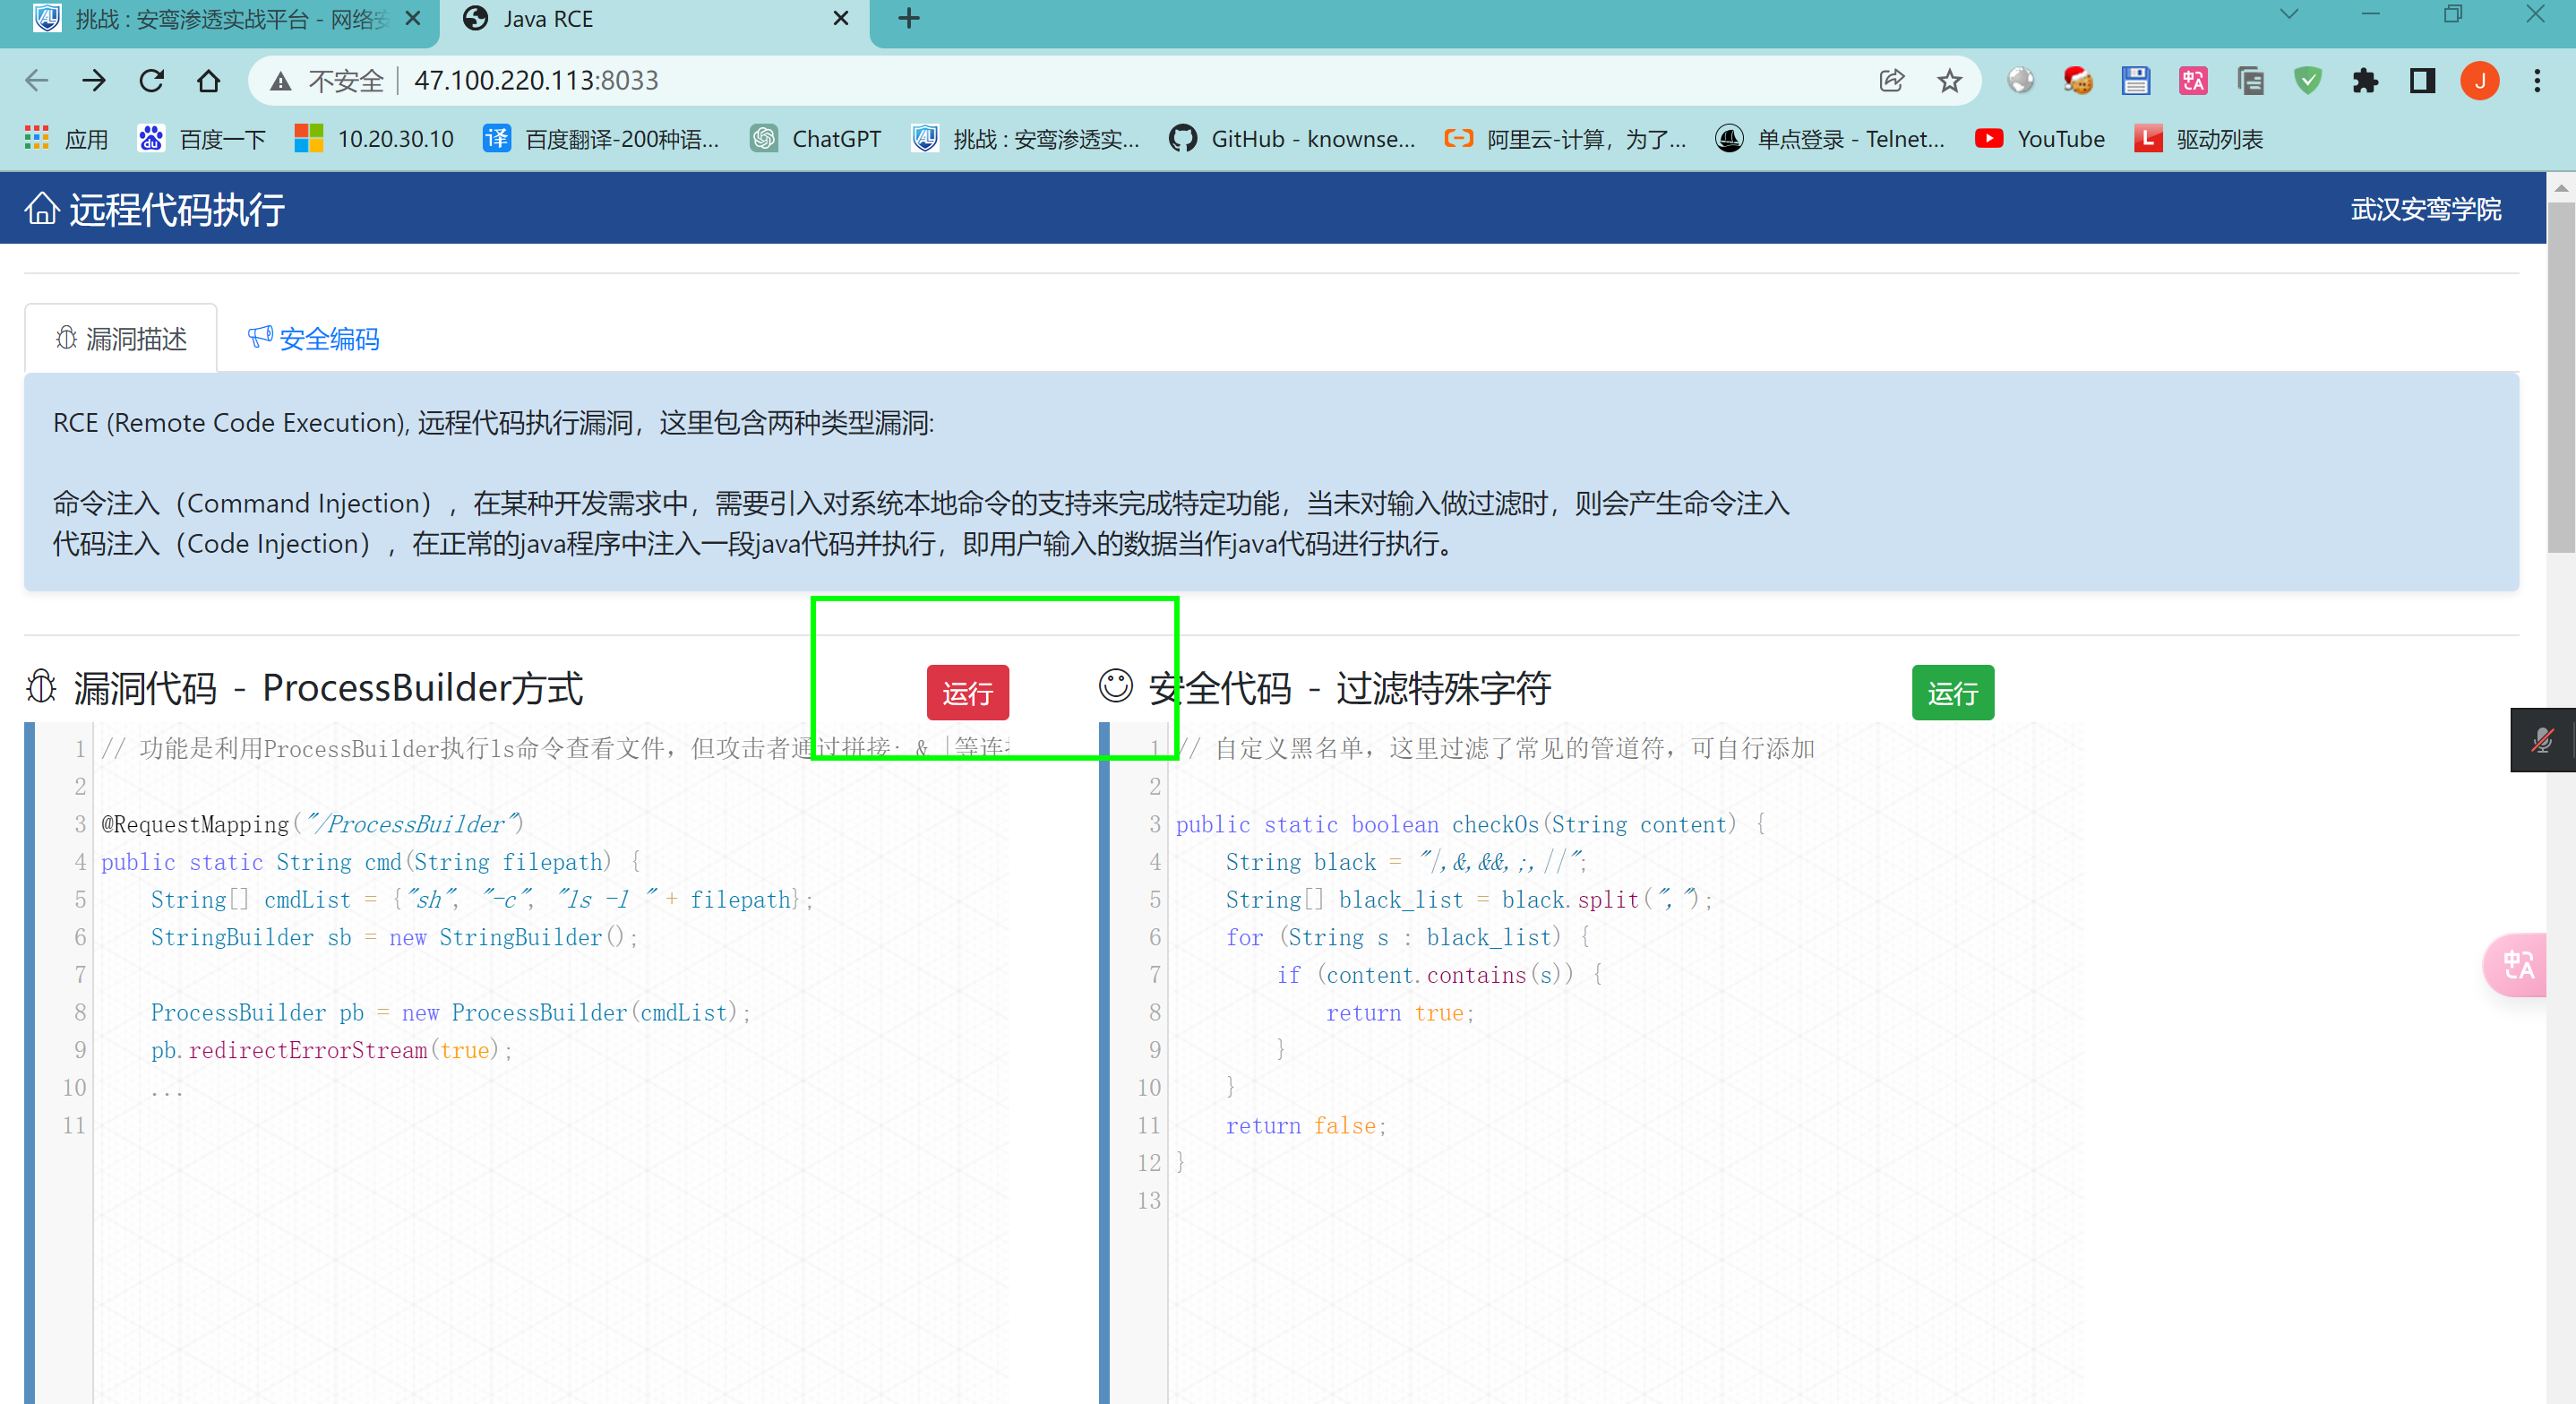 挑战 : 安鸾渗透实战平台 - 网络安
Java RCE
不安全
47.100.220.113:8033
应用
百度一下
10.20.30.10
百度翻译-200种语...
ChatGPT
挑战 : 安鸾渗透实...
GitHub - knownse...
阿里云-计算，为了...
单点登录 - Telnet...
YouTube
驱动列表
远程代码执行
武汉安鸾学院
漏洞描述
安全编码
RCE (Remote Code Execution), 远程代码执行漏洞，这里包含两种类型漏洞:
命令注入（Command Injection），在某种开发需求中，需要引入对系统本地命令的支持来完成特定功能，当未对输入做过滤时，则会产生命令注入
代码注入（Code Injection），在正常的java程序中注入一段java代码并执行，即用户输入的数据当作java代码进行执行。
漏洞代码 - ProcessBuilder方式
运行
1 // 功能是利用ProcessBuilder执行ls命令查看文件，但攻击者通过拼接; & |等连
2
3 @RequestMapping("/ProcessBuilder")
4 public static String cmd(String filepath) {
5     String[] cmdList = {"sh", "-c", "ls -l " + filepath};
6     StringBuilder sb = new StringBuilder();
7
8     ProcessBuilder pb = new ProcessBuilder(cmdList);
9     pb.redirectErrorStream(true);
10     ...
11
安全代码 - 过滤特殊字符
运行
1 // 自定义黑名单，这里过滤了常见的管道符，可自行添加
2
3 public static boolean checkOs(String content) {
4     String black = "|,&,&&,;,||";
5     String[] black_list = black.split(",");
6     for (String s : black_list) {
7         if (content.contains(s)) {
8             return true;
9         }
10     }
11     return false;
12 }
13